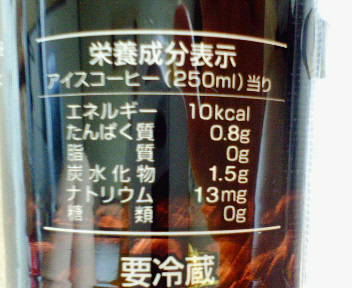 栄養成分表示
アイスコーヒー(250ml)当り
エネルギー 10kcal
たんぱく質 0.8g
脂質 0g
炭水化物 1.5g
ナトリウム 13mg
糖類 0g
要冷蔵